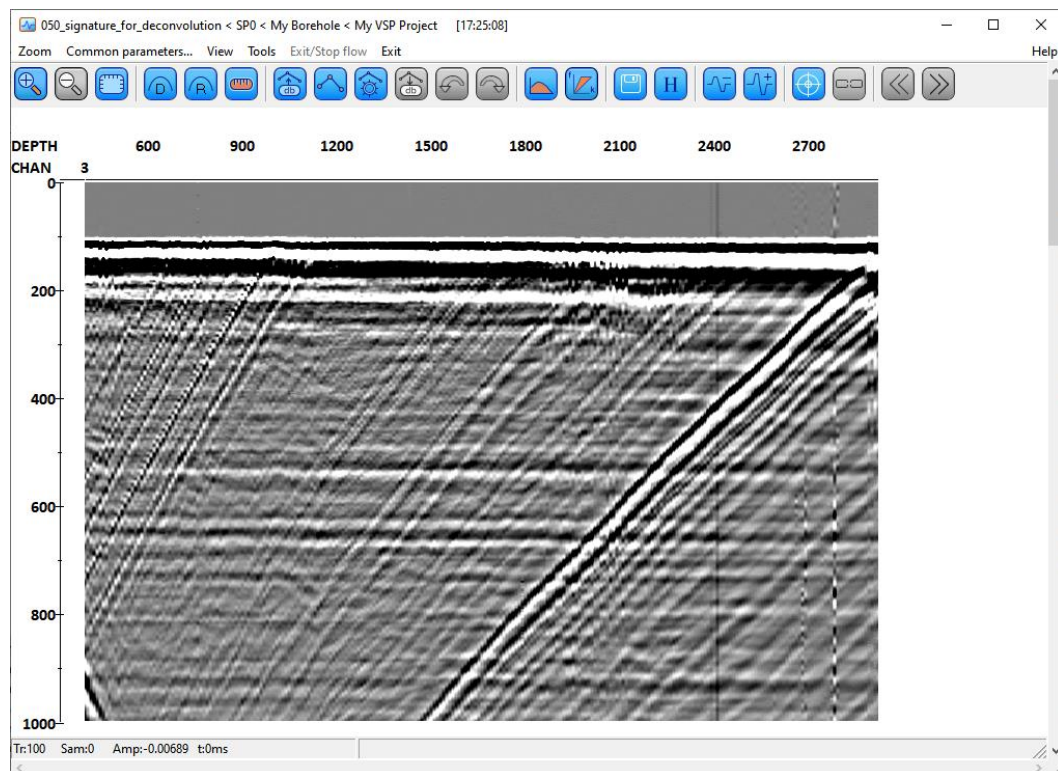 050_signature_for_deconvolution < SP0 < My Borehole < My VSP Project [17:25:08]
Zoom Common parameters... View Tools Exit/Stop flow Exit Help
D R db db f k H
DEPTH 600 900 1200 1500 1800 2100 2400 2700
CHAN 3
0
200
400
600
800
1000
Tr:100 Sam:0 Amp:-0.00689 t:0ms